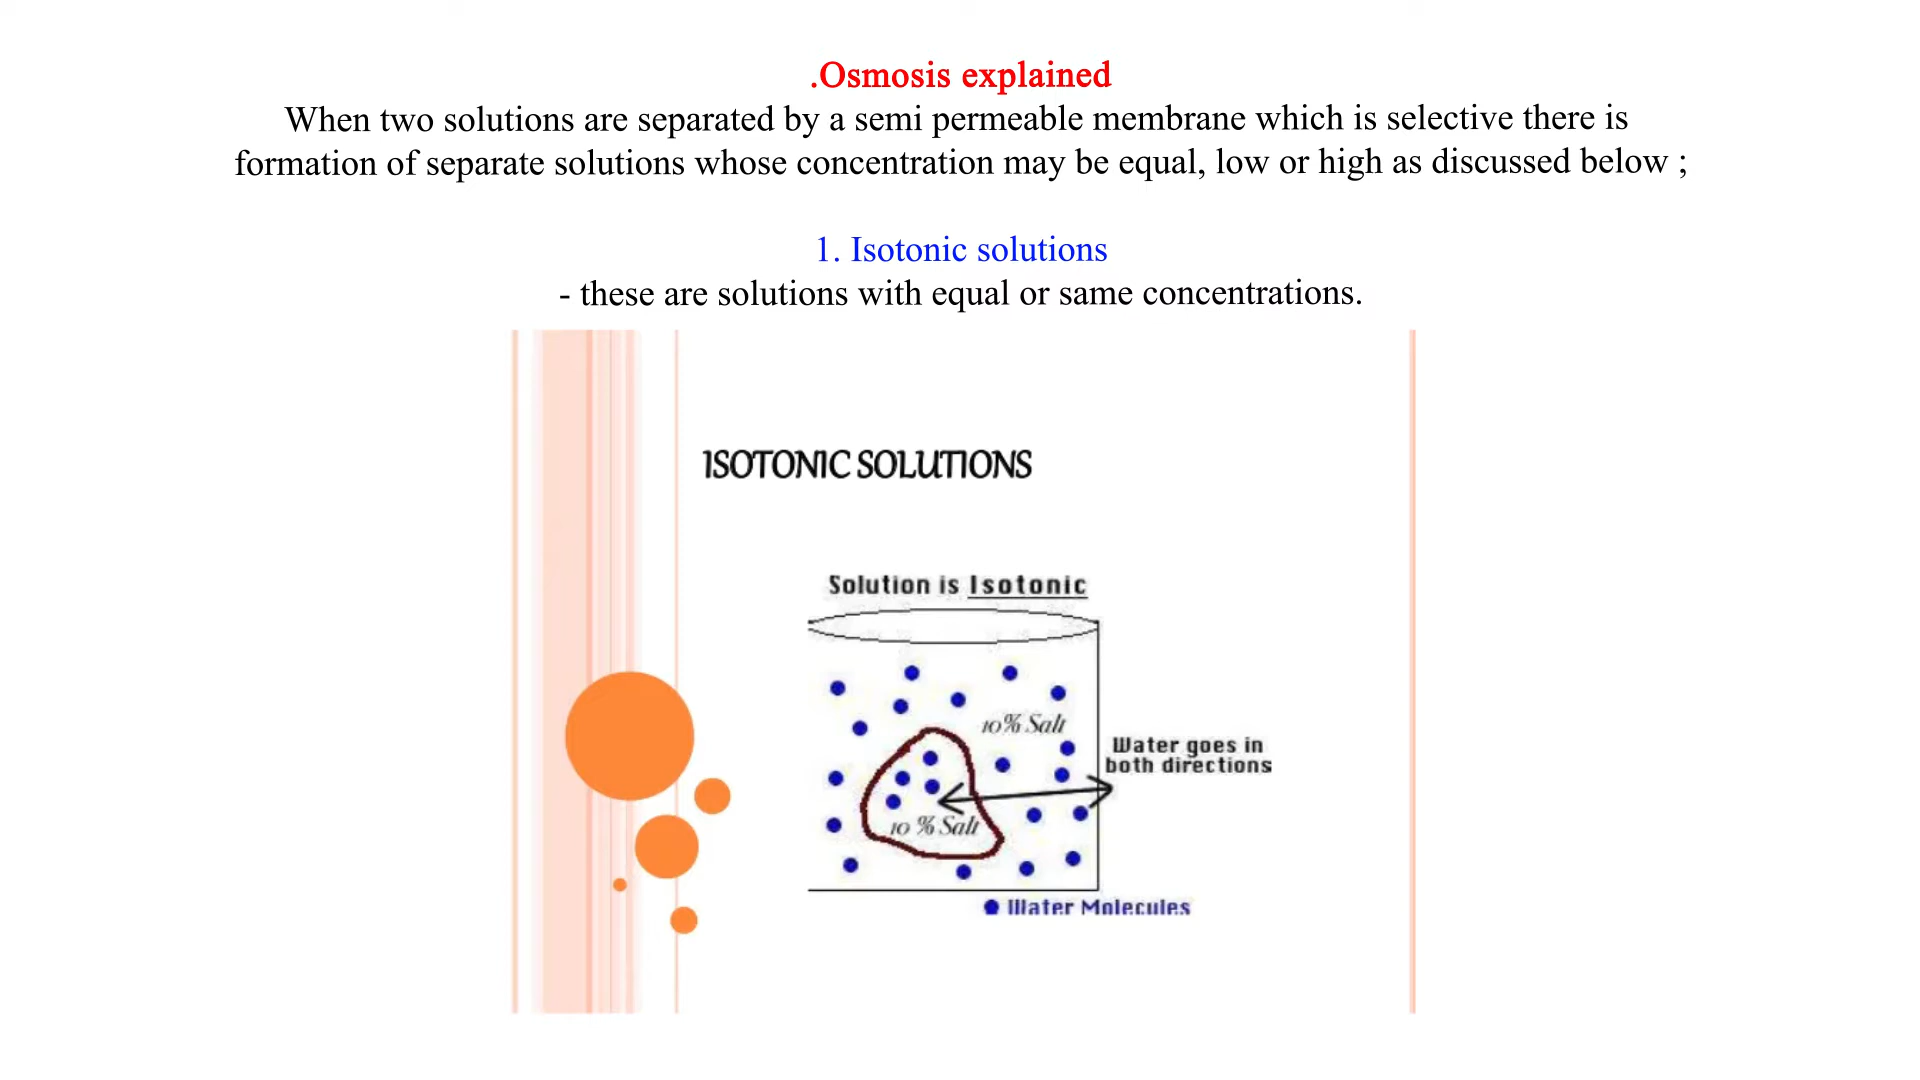 .Osmosis explained
When two solutions are separated by a semi permeable membrane which is selective there is
formation of separate solutions whose concentration may be equal, low or high as discussed below ;
1. Isotonic solutions
- these are solutions with equal or same concentrations.
ISOTONIC SOLUTIONS
Solution is Isotonic
10% Salt
Water goes in
both directions
10 % Salt
Water Molecules